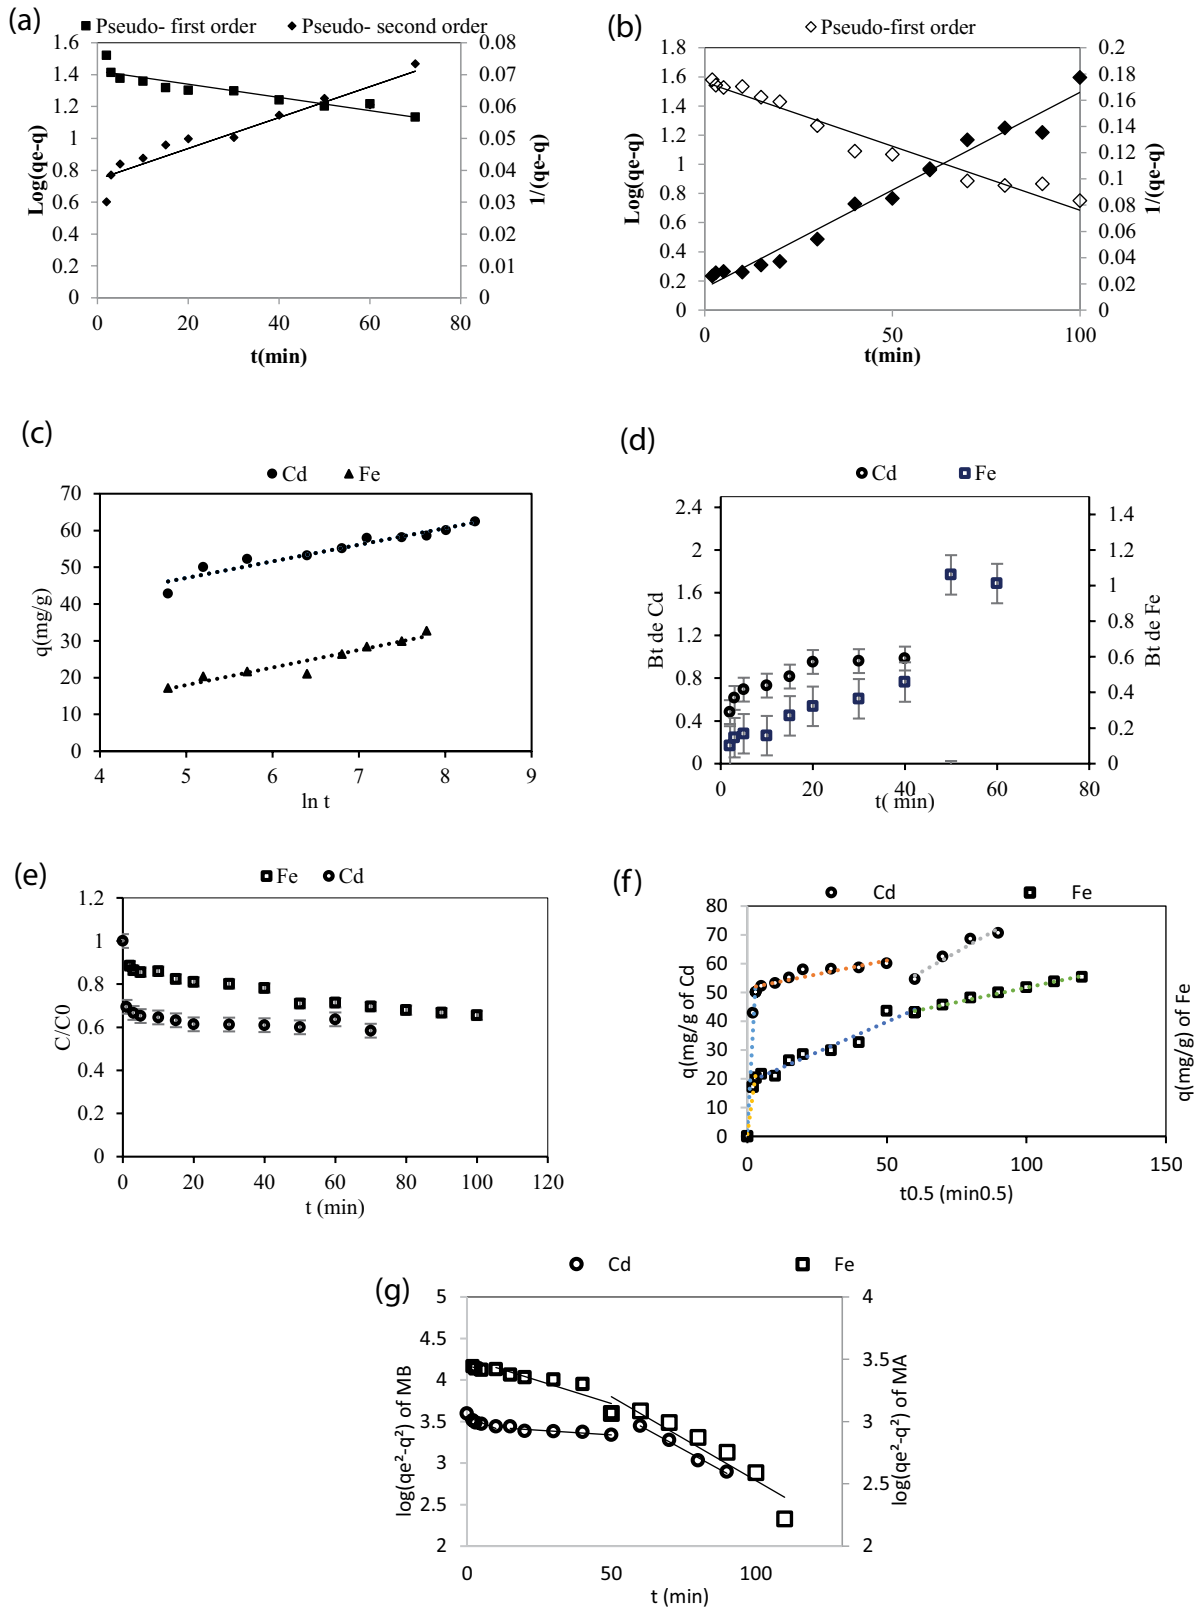 (a)
Pseudo- first order
Pseudo- second order
1.6
1.4
1.2
1
0.8
0.6
0.4
0.2
0
Log(qe-q)
0.08
0.07
0.06
0.05
0.04
0.03
0.02
0.01
0
1/(qe-q)
0 20 40 60 80
t(min)
(b)
Pseudo-first order
1.8
1.6
1.4
1.2
1
0.8
0.6
0.4
0.2
0
Log(qe-q)
0.2
0.18
0.16
0.14
0.12
0.1
0.08
0.06
0.04
0.02
0
1/(qe-q)
0 50 100
t(min)
(c)
Cd Fe
70
60
50
40
30
20
10
0
q(mg/g)
4 5 6 7 8 9
ln t
(d)
Cd Fe
2.4
2
1.6
1.2
0.8
0.4
0
Bt de Cd
1.4
1.2
1
0.8
0.6
0.4
0.2
0
Bt de Fe
0 20 40 60 80
t( min)
(e)
Fe Cd
1.2
1
0.8
0.6
0.4
0.2
0
C/C0
0 20 40 60 80 100 120
t (min)
(f)
Cd Fe
80
70
60
50
40
30
20
10
0
q(mg/g) of Cd
q(mg/g) of Fe
0 50 100 150
t0.5 (min0.5)
(g)
Cd Fe
5
4.5
4
3.5
3
2.5
2
log(qe²-q²) of MB
4
3.5
3
2.5
2
log(qe²-q²) of MA
0 50 100
t (min)